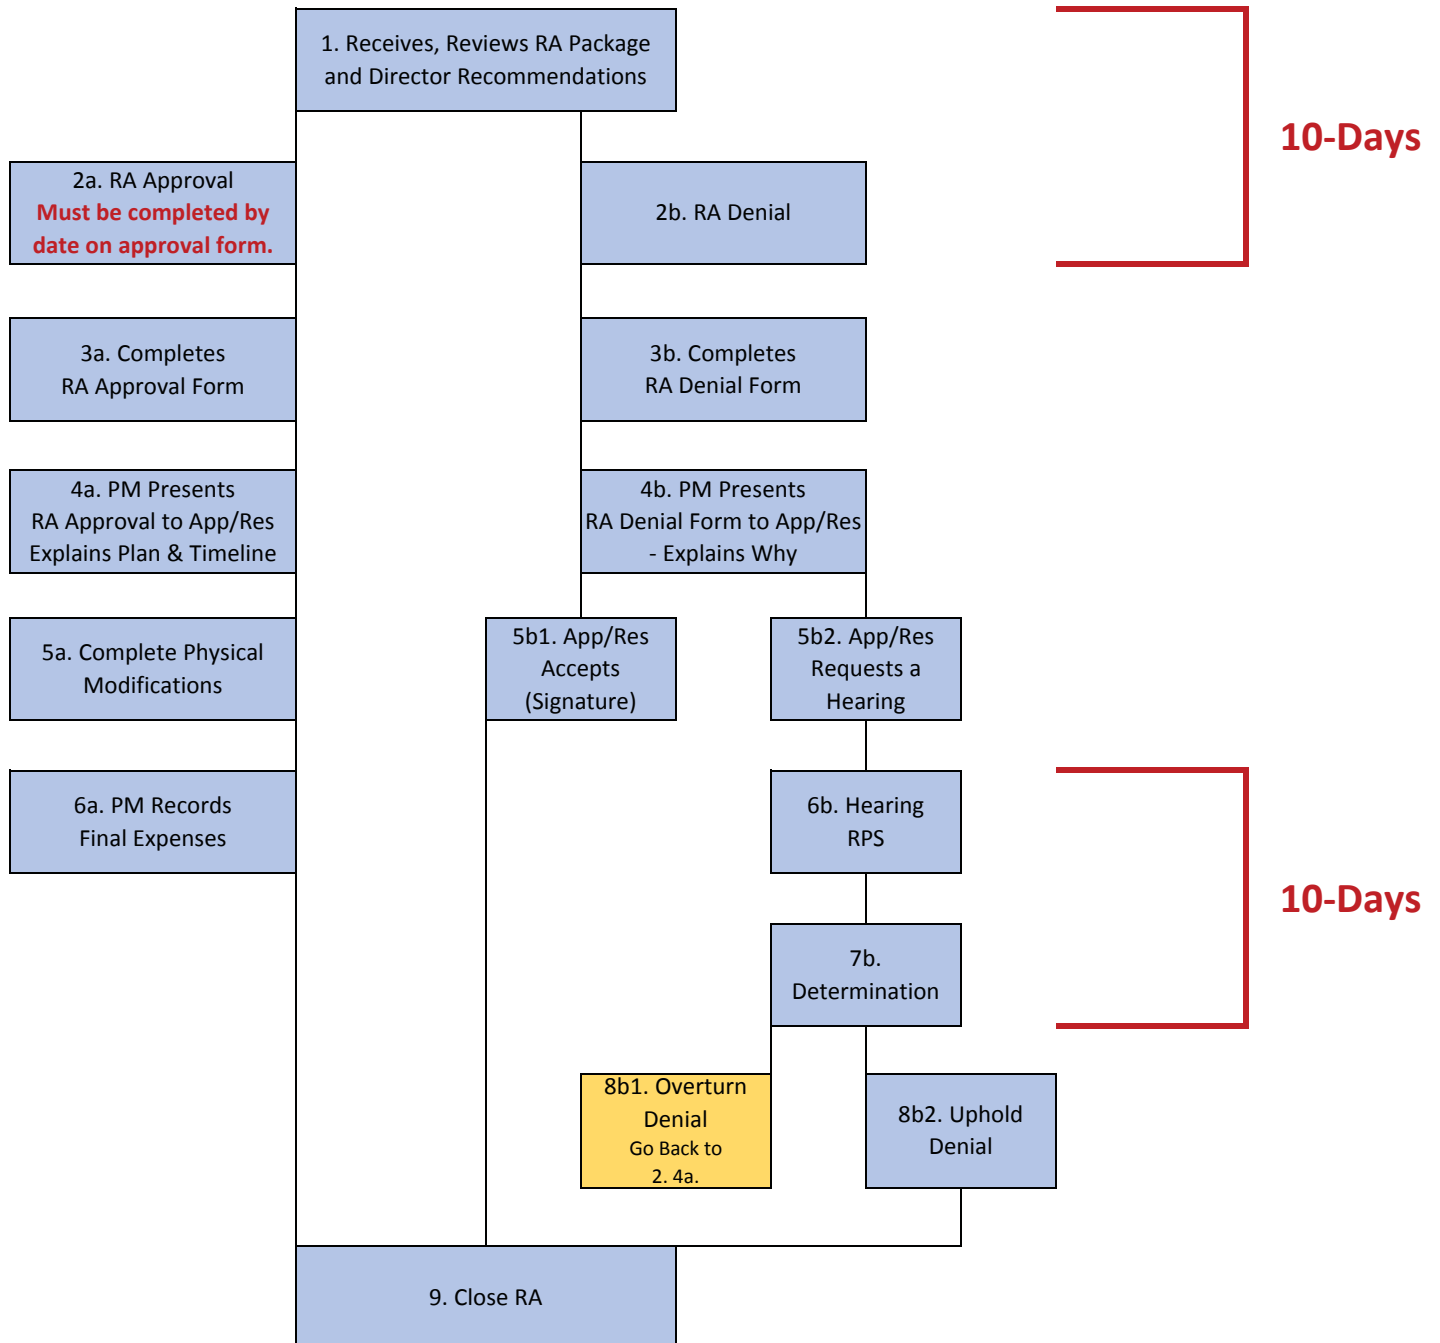 1. Receives, Reviews RA Package
and Director Recommendations
10-Days
2a. RA Approval
Must be completed by
date on approval form.
2b. RA Denial
3a. Completes
RA Approval Form
3b. Completes
RA Denial Form
4a. PM Presents
RA Approval to App/Res
Explains Plan & Timeline
4b. PM Presents
RA Denial Form to App/Res
- Explains Why
5a. Complete Physical
Modifications
5b1. App/Res
Accepts
(Signature)
5b2. App/Res
Requests a
Hearing
6a. PM Records
Final Expenses
6b. Hearing
RPS
10-Days
7b.
Determination
8b1. Overturn
Denial
Go Back to
2. 4a.
8b2. Uphold
Denial
9. Close RA